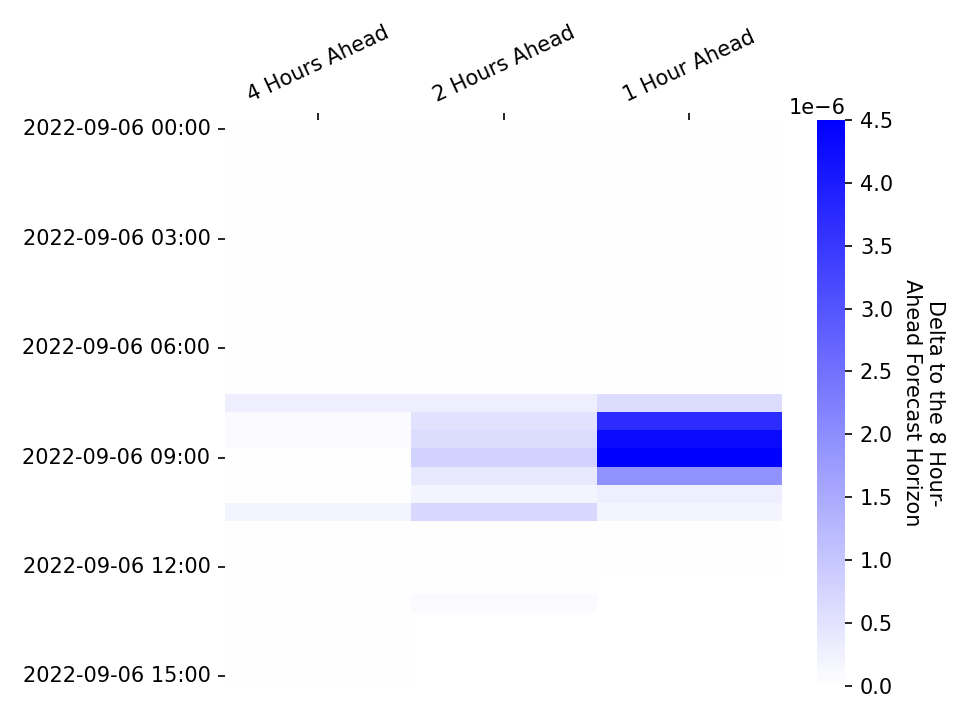 4 Hours Ahead
2 Hours Ahead
1 Hour Ahead
1e−6
2022-09-06 00:00
2022-09-06 03:00
2022-09-06 06:00
2022-09-06 09:00
2022-09-06 12:00
2022-09-06 15:00
4.5
4.0
3.5
3.0
2.5
2.0
1.5
1.0
0.5
0.0
Delta to the 8 Hour-
Ahead Forecast Horizon